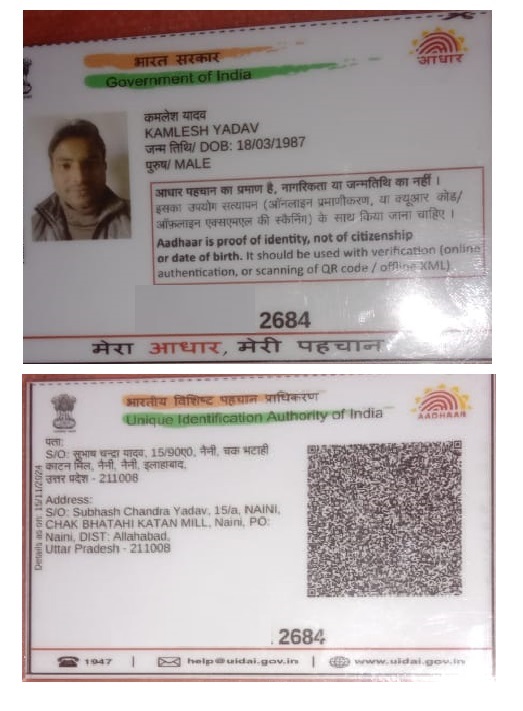 भारत सरकार
Government of India
आधार
कमलेश यादव
KAMLESH YADAV
जन्म तिथि/ DOB: 18/03/1987
पुरुष/ MALE
आधार पहचान का प्रमाण है, नागरिकता या जन्मतिथि का नहीं ।
इसका उपयोग सत्यापन (ऑनलाइन प्रमाणीकरण, या क्यूआर कोड/
ऑफ़लाइन एक्सएमएल की स्कैनिंग) के साथ किया जाना चाहिए ।
Aadhaar is proof of identity, not of citizenship
or date of birth. It should be used with verification (online
authentication, or scanning of QR code / offline XML)
2684
मेरा आधार, मेरी पहचान
भारतीय विशिष्ट पहचान प्राधिकरण
Unique Identification Authority of India
AADHAAR
पता:
S/O: सुभाष चन्द्रा यादव, 15/ए, नैनी, चक भटाही
काटन मिल, नैनी, नैनी, इलाहाबाद,
उत्तर प्रदेश - 211008
Address:
S/O: Subhash Chandra Yadav, 15/a, NAINI,
CHAK BHATAHI KATAN MILL, Naini, PO:
Naini, DIST: Allahabad,
Uttar Pradesh - 211008
Details as on: 15/11/2024
2684
1947 | help@uidai.gov.in | www.uidai.gov.in